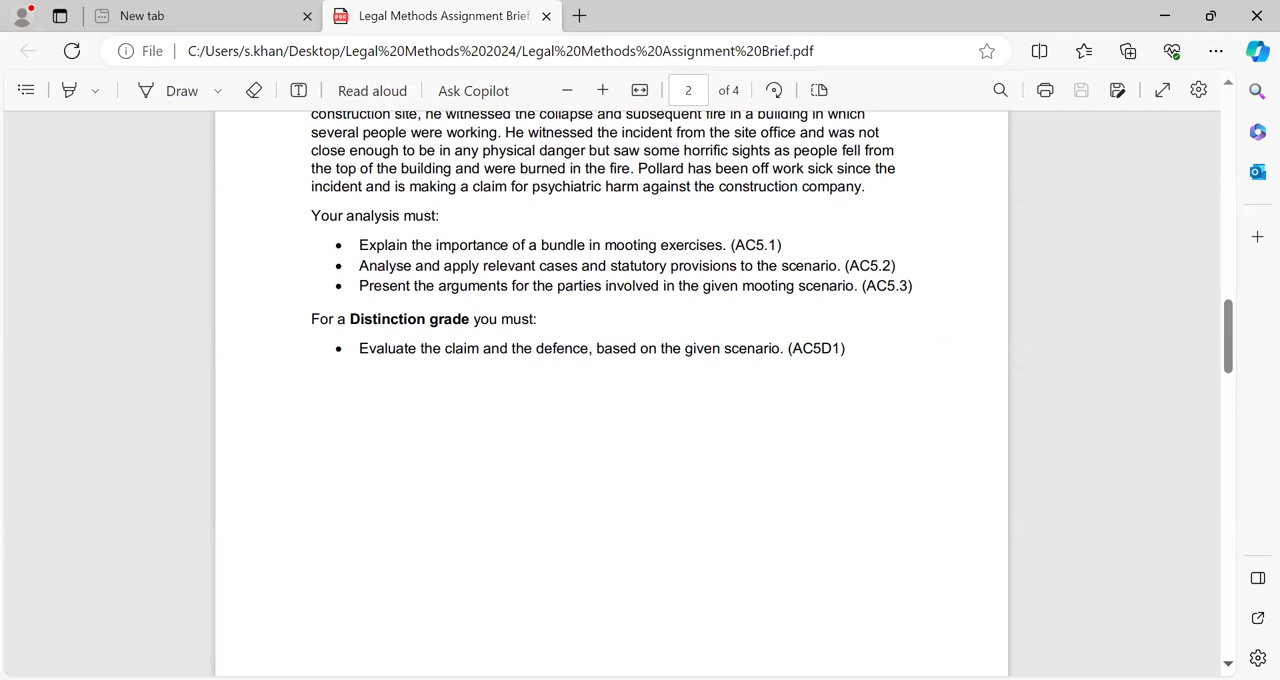 New tab
Legal Methods Assignment Brief.
File C:/Users/s.khan/Desktop/Legal%20Methods%202024/Legal%20Methods%20Assignment%20Brief.pdf
Draw Read aloud Ask Copilot 2 of 4
construction site, he witnessed the collapse and subsequent fire in a building in which
several people were working. He witnessed the incident from the site office and was not
close enough to be in any physical danger but saw some horrific sights as people fell from
the top of the building and were burned in the fire. Pollard has been off work sick since the
incident and is making a claim for psychiatric harm against the construction company.
Your analysis must:
• Explain the importance of a bundle in mooting exercises. (AC5.1)
• Analyse and apply relevant cases and statutory provisions to the scenario. (AC5.2)
• Present the arguments for the parties involved in the given mooting scenario. (AC5.3)
For a Distinction grade you must:
• Evaluate the claim and the defence, based on the given scenario. (AC5D1)